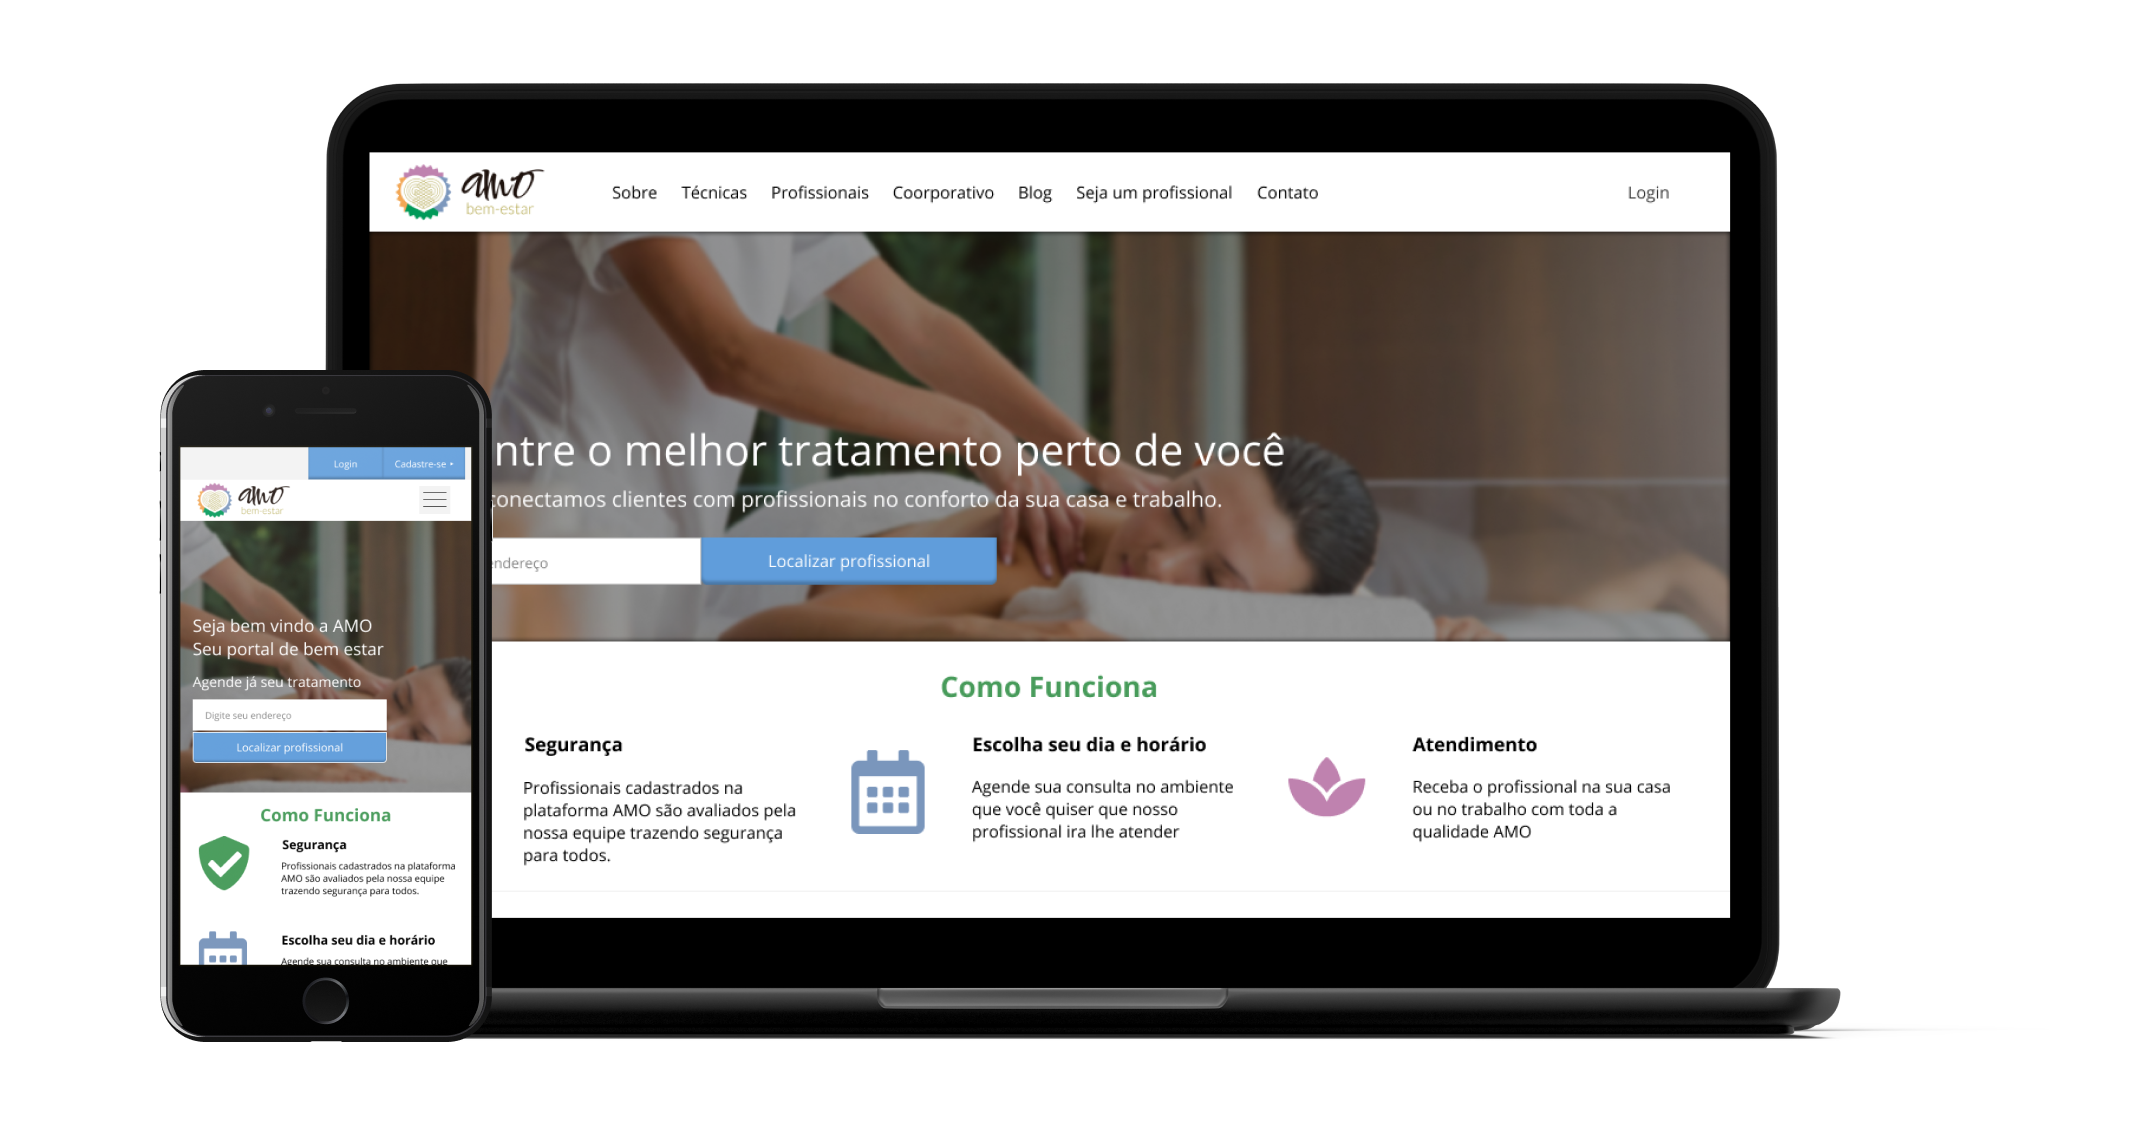 amo
bem-estar
Sobre Técnicas Profissionais Coorporativo Blog Seja um profissional Contato Login
ntre o melhor tratamento perto de você
conectamos clientes com profissionais no conforto da sua casa e trabalho.
endereço Localizar profissional
Como Funciona
Segurança
Profissionais cadastrados na
plataforma AMO são avaliados pela
nossa equipe trazendo segurança
para todos.
Escolha seu dia e horário
Agende sua consulta no ambiente
que você quiser que nosso
profissional ira lhe atender
Atendimento
Receba o profissional na sua casa
ou no trabalho com toda a
qualidade AMO
Login Cadastre-se
amo
bem-estar
Seja bem vindo a AMO
Seu portal de bem estar
Agende já seu tratamento
Digite seu endereço
Localizar profissional
Como Funciona
Segurança
Profissionais cadastrados na plataforma
AMO são avaliados pela nossa equipe
trazendo segurança para todos.
Escolha seu dia e horário
Agende sua consulta no ambiente que